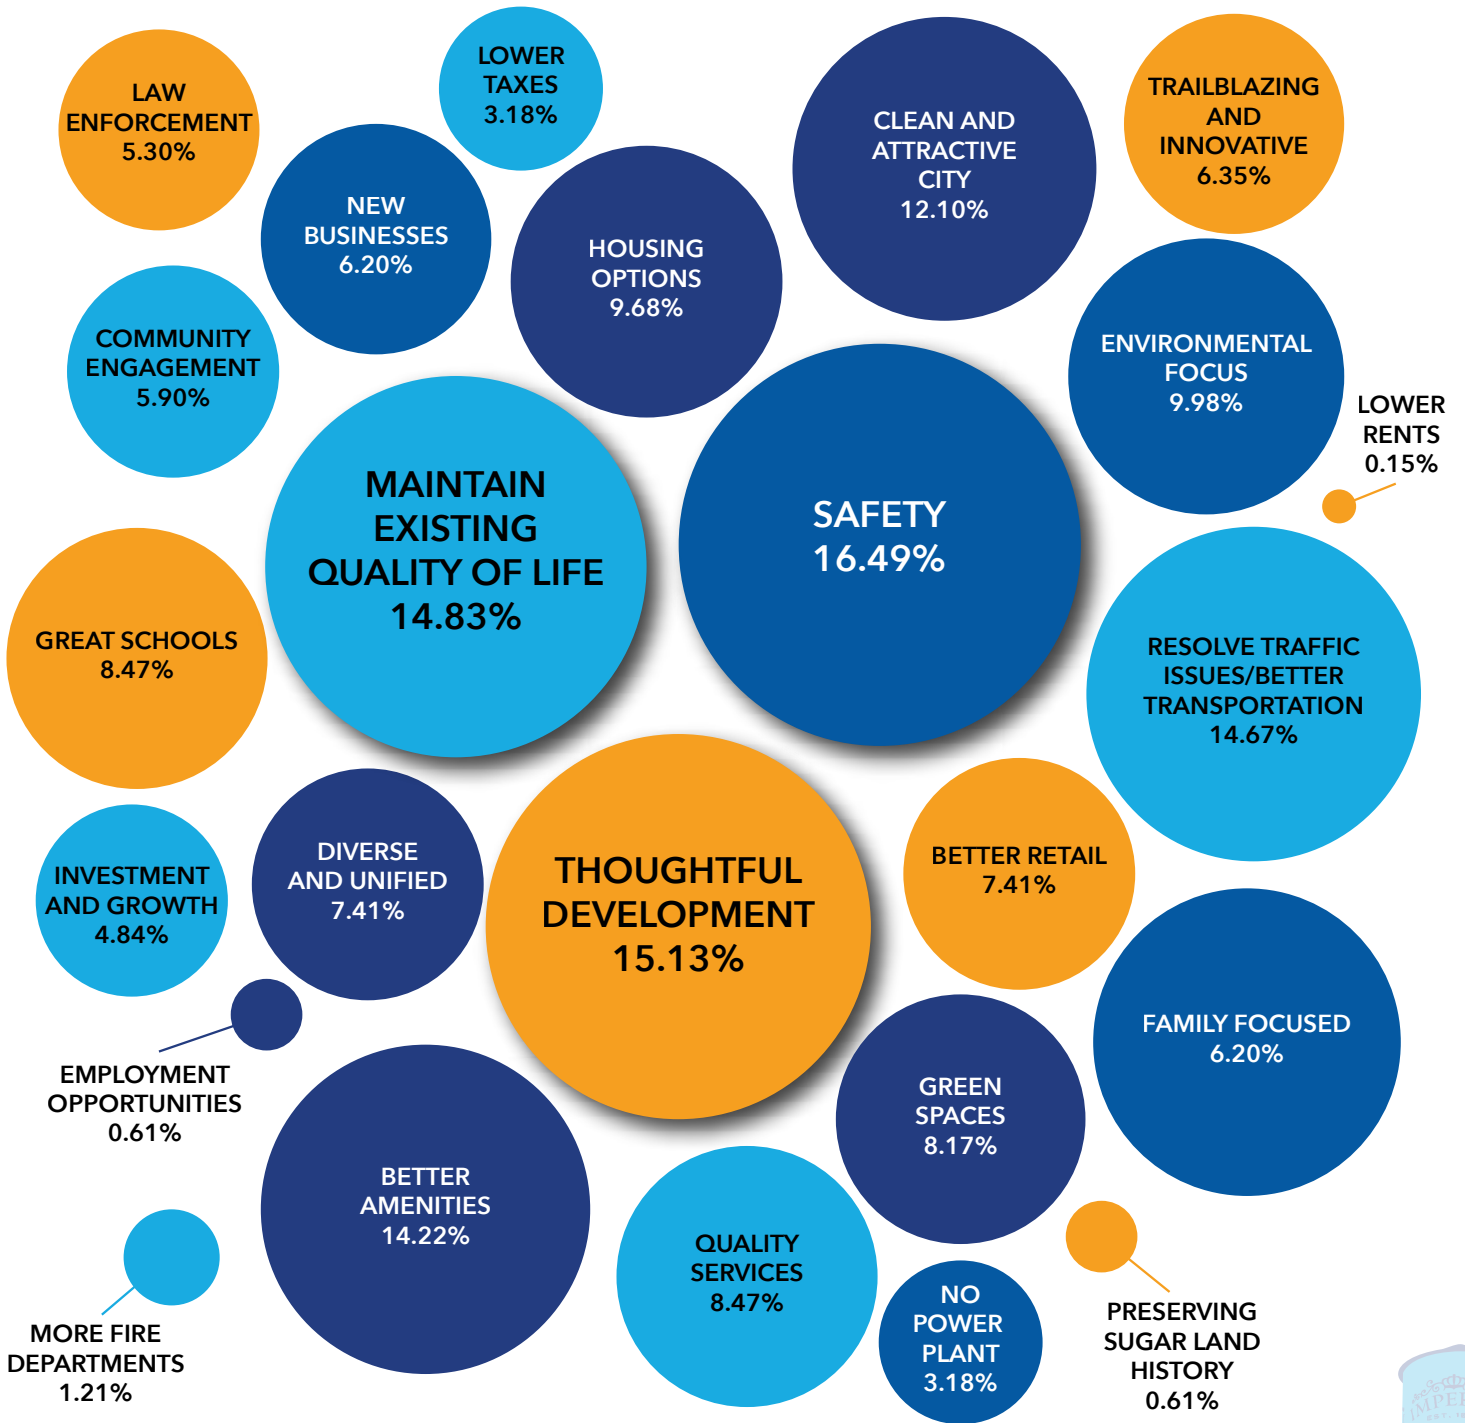 LAW
ENFORCEMENT
5.30%
LOWER
TAXES
3.18%
NEW
BUSINESSES
6.20%
HOUSING
OPTIONS
9.68%
CLEAN AND
ATTRACTIVE
CITY
12.10%
TRAILBLAZING
AND
INNOVATIVE
6.35%
COMMUNITY
ENGAGEMENT
5.90%
ENVIRONMENTAL
FOCUS
9.98%
LOWER
RENTS
0.15%
MAINTAIN
EXISTING
QUALITY OF LIFE
14.83%
SAFETY
16.49%
GREAT SCHOOLS
8.47%
RESOLVE TRAFFIC
ISSUES/BETTER
TRANSPORTATION
14.67%
INVESTMENT
AND GROWTH
4.84%
DIVERSE
AND UNIFIED
7.41%
THOUGHTFUL
DEVELOPMENT
15.13%
BETTER RETAIL
7.41%
EMPLOYMENT
OPPORTUNITIES
0.61%
FAMILY FOCUSED
6.20%
GREEN
SPACES
8.17%
BETTER
AMENITIES
14.22%
QUALITY
SERVICES
8.47%
NO
POWER
PLANT
3.18%
MORE FIRE
DEPARTMENTS
1.21%
PRESERVING
SUGAR LAND
HISTORY
0.61%